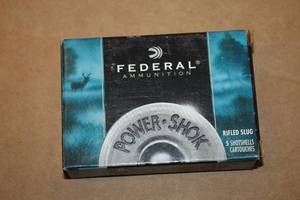 FEDERAL®
AMMUNITION
POWER·SHOK
RIFLED SLUG
5 SHOTSHELLS
CARTOUCHES